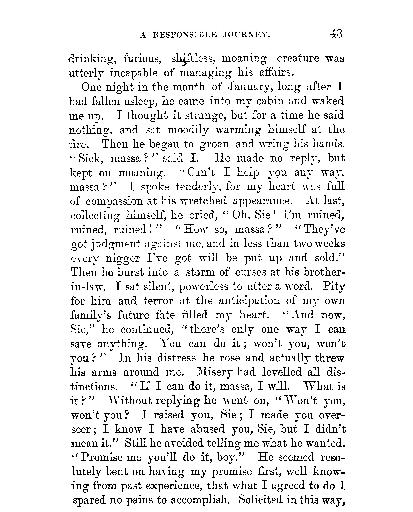 A RESPONSIBLE JOURNEY. 43
drinking, furious, shiftless, moaning creature was
utterly incapable of managing his affairs.
One night in the month of January, long after I
had fallen asleep, he came into my cabin and waked
me up. I thought it strange, but for a time he said
nothing, and sat moodily warming himself at the
fire. Then he began to groan and wring his hands.
"Sick, massa?" said I. He made no reply, but
kept on moaning. "Can't I help you any way,
massa?" I spoke tenderly, for my heart was full
of compassion at his wretched appearance. At last,
collecting himself, he cried, "Oh, Sie! I'm ruined,
ruined, ruined!" "How so, massa?" "They've
got judgment against me, and in less than two weeks
every nigger I've got will be put up and sold."
Then he burst into a storm of curses at his brother-
in-law. I sat silent, powerless to utter a word. Pity
for him and terror at the anticipation of my own
family's future fate filled my heart. "And now,
Sie," he continued, "there's only one way I can
save anything. You can do it; won't you, won't
you?" In his distress he rose and actually threw
his arms around me. Misery had levelled all dis-
tinctions. "If I can do it, massa, I will. What is
it?" Without replying he went on, "Won't you,
won't you? I raised you, Sie; I made you over-
seer; I know I have abused you, Sie, but I didn't
mean it." Still he avoided telling me what he wanted.
"Promise me you'll do it, boy." He seemed reso-
lutely bent on having my promise first, well know-
ing from past experience, that what I agreed to do I
spared no pains to accomplish. Solicited in this way,